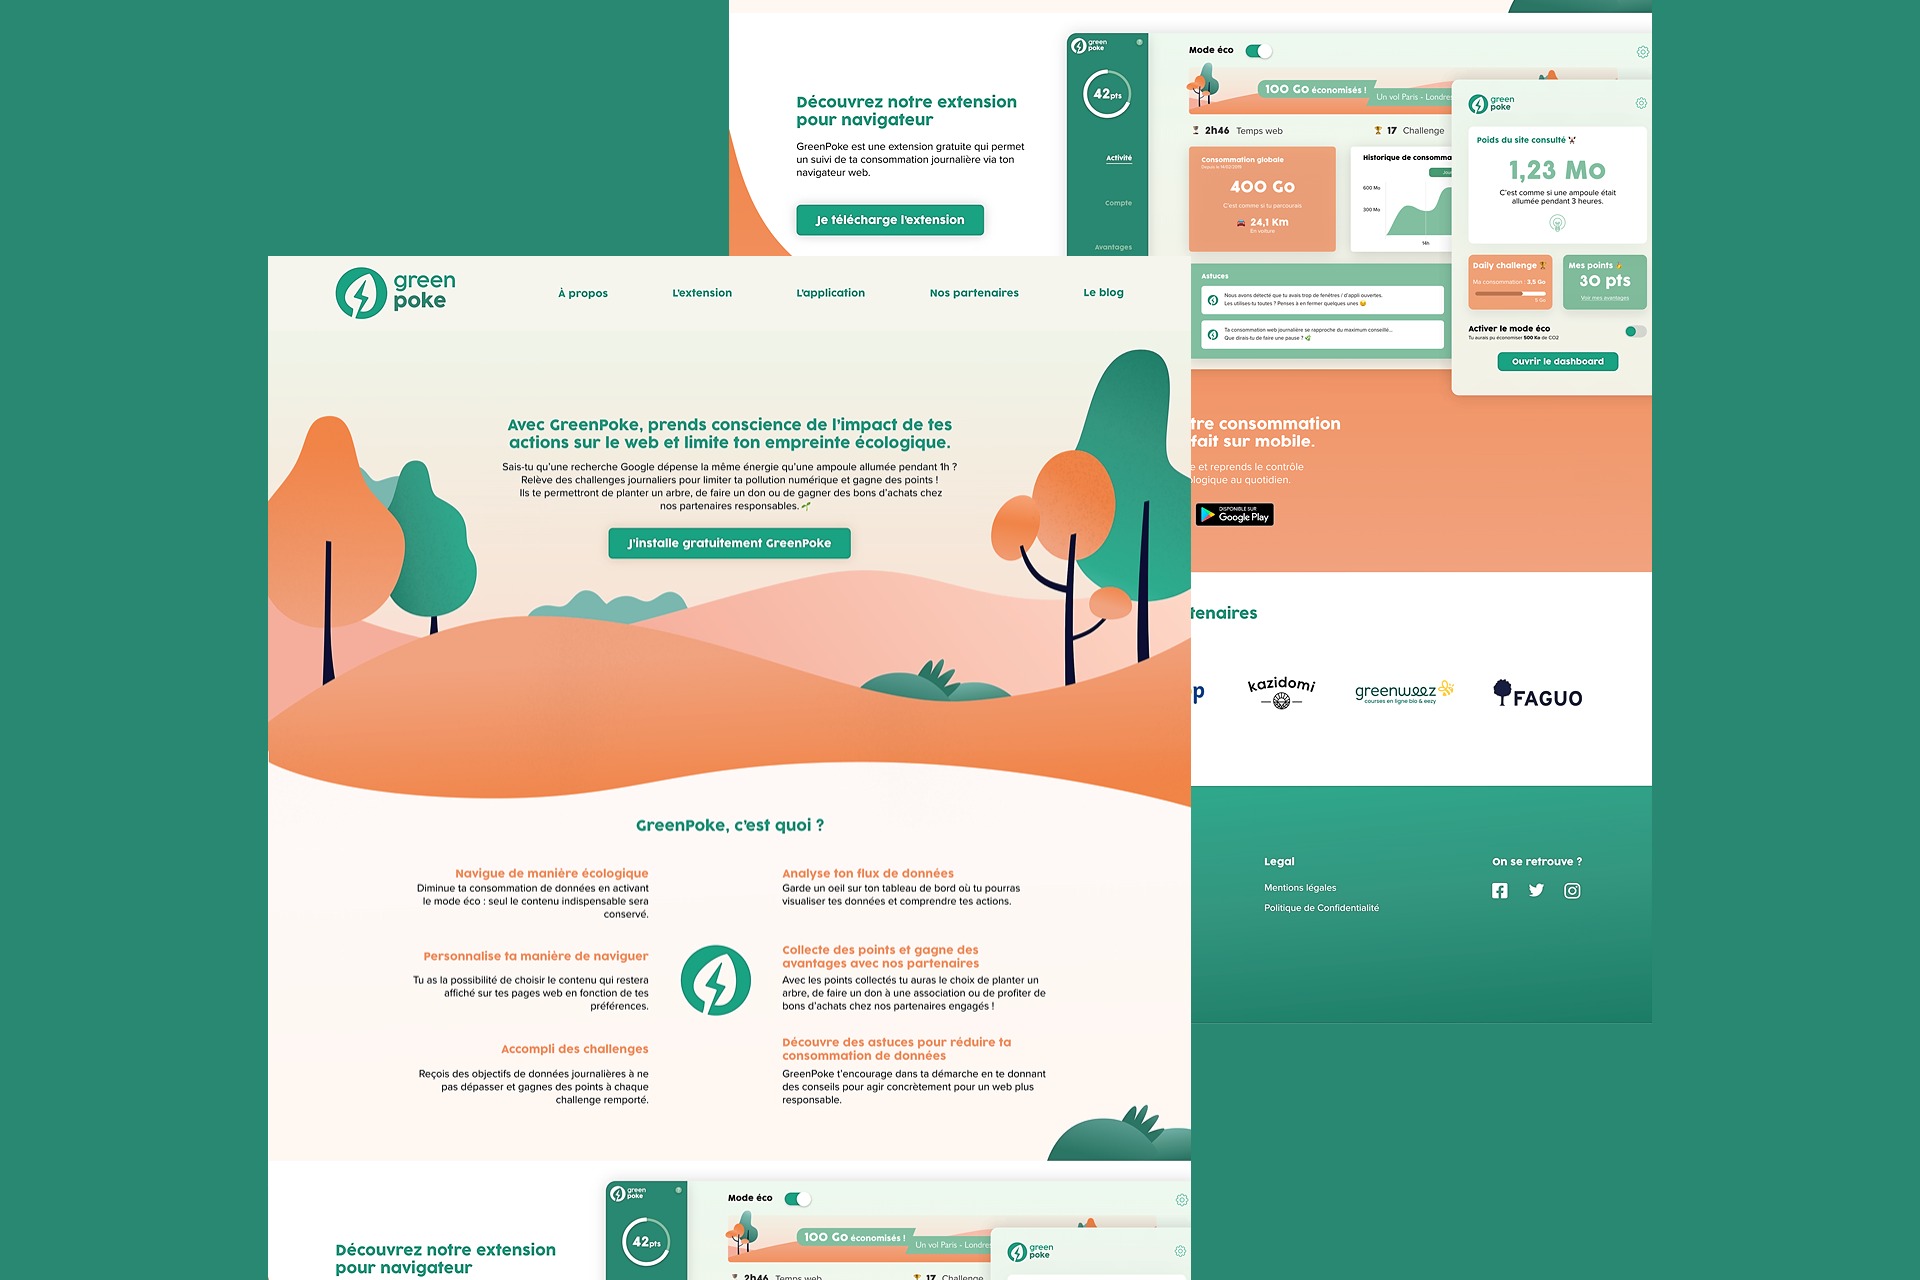 Découvrez notre extension
pour navigateur
GreenPoke est une extension gratuite qui permet
un suivi de ta consommation journalière via ton
navigateur web.
Je télécharge l'extension
green
poke
42pts
Activité
Compte
Avantages
Mode éco
100 Go économisés !
Un vol Paris - Londres
2h46 Temps web
17 Challenge
Consommation globale
400 Go
C'est comme si tu parcourais
24,1 Km
En voiture
Historique de consomma
600 Mo
300 Mo
14h
Astuces
Nous avons détecté que tu avais trop de fenêtres / d'appli ouvertes.
Les utilises-tu toutes ? Penses à en fermer quelques unes
Ta consommation web journalière se rapproche du maximum conseillé...
Que dirais-tu de faire une pause ?
green
poke
Poids du site consulté
1,23 Mo
C'est comme si une ampoule était
allumée pendant 3 heures.
Daily challenge
Ma consommation : 3,5 Go
5 Go
Mes points
30 pts
Voir mes avantages
Activer le mode éco
Tu aurais pu économiser 500 Ko de CO2
Ouvrir le dashboard
tre consommation
fait sur mobile.
e et reprends le contrôle
logique au quotidien.
DISPONIBLE SUR
Google Play
tenaires
p
kazidomi
greenweez
courses en ligne bio & eezy
FAGUO
Legal
Mentions légales
Politique de Confidentialité
On se retrouve ?
green
poke
À propos
L'extension
L'application
Nos partenaires
Le blog
Avec GreenPoke, prends conscience de l'impact de tes
actions sur le web et limite ton empreinte écologique.
Sais-tu qu'une recherche Google dépense la même énergie qu'une ampoule allumée pendant 1h ?
Relève des challenges journaliers pour limiter ta pollution numérique et gagne des points !
Ils te permettront de planter un arbre, de faire un don ou de gagner des bons d'achats chez
nos partenaires responsables.
J'installe gratuitement GreenPoke
GreenPoke, c'est quoi ?
Navigue de manière écologique
Diminue ta consommation de données en activant
le mode éco : seul le contenu indispensable sera
conservé.
Personnalise ta manière de naviguer
Tu as la possibilité de choisir le contenu qui restera
affiché sur tes pages web en fonction de tes
préférences.
Accompli des challenges
Reçois des objectifs de données journalières à ne
pas dépasser et gagnes des points à chaque
challenge remporté.
Analyse ton flux de données
Garde un oeil sur ton tableau de bord où tu pourras
visualiser tes données et comprendre tes actions.
Collecte des points et gagne des
avantages avec nos partenaires
Avec les points collectés tu auras le choix de planter un
arbre, de faire un don à une association ou de profiter de
bons d'achats chez nos partenaires engagés !
Découvre des astuces pour réduire ta
consommation de données
GreenPoke t'encourage dans ta démarche en te donnant
des conseils pour agir concrètement pour un web plus
responsable.
Découvrez notre extension
pour navigateur
green
poke
42pts
Mode éco
100 Go économisés !
Un vol Paris - Londres
2h46 Temps web
17 Challenge
green
poke